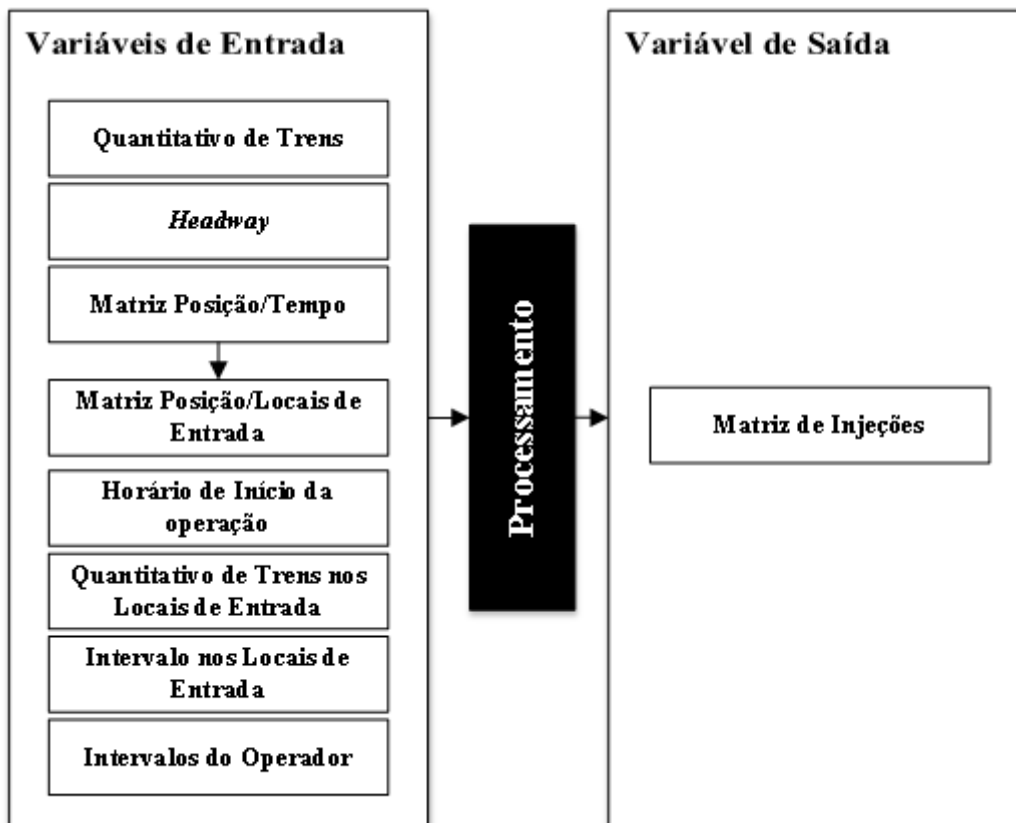 Variáveis de Entrada
Quantitativo de Trens
Headway
Matriz Posição/Tempo
Matriz Posição/Locais de
Entrada
Horário de Início da
operação
Quantitativo de Trens nos
Locais de Entrada
Intervalo nos Locais de
Entrada
Intervalos do Operador
Processamento
Variável de Saída
Matriz de Injeções